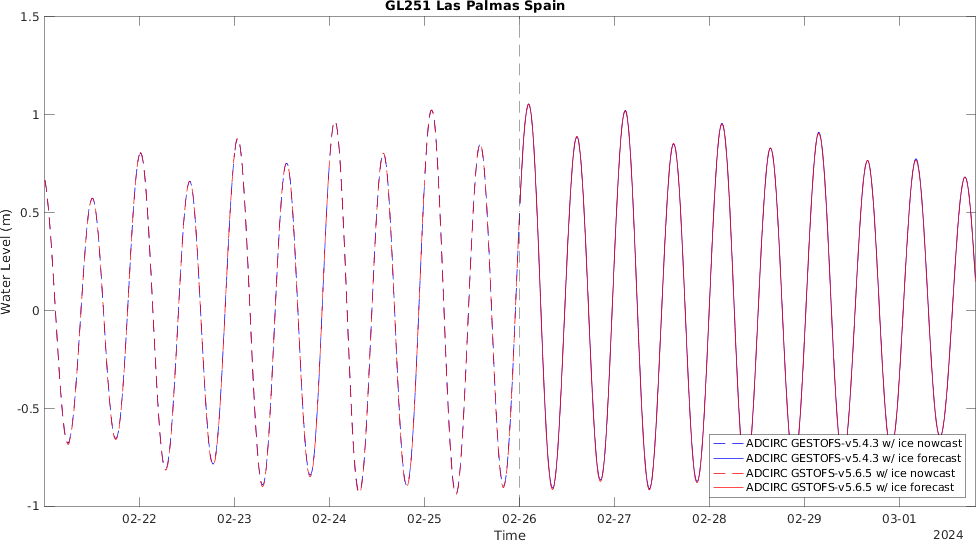 GL251 Las Palmas Spain
1.5
1
0.5
0
-0.5
-1
Water Level (m)
ADCIRC GESTOFS-v5.4.3 w/ ice nowcast
ADCIRC GESTOFS-v5.4.3 w/ ice forecast
ADCIRC GSTOFS-v5.6.5 w/ ice nowcast
ADCIRC GSTOFS-v5.6.5 w/ ice forecast
02-22 02-23 02-24 02-25 02-26 02-27 02-28 02-29 03-01
Time
2024